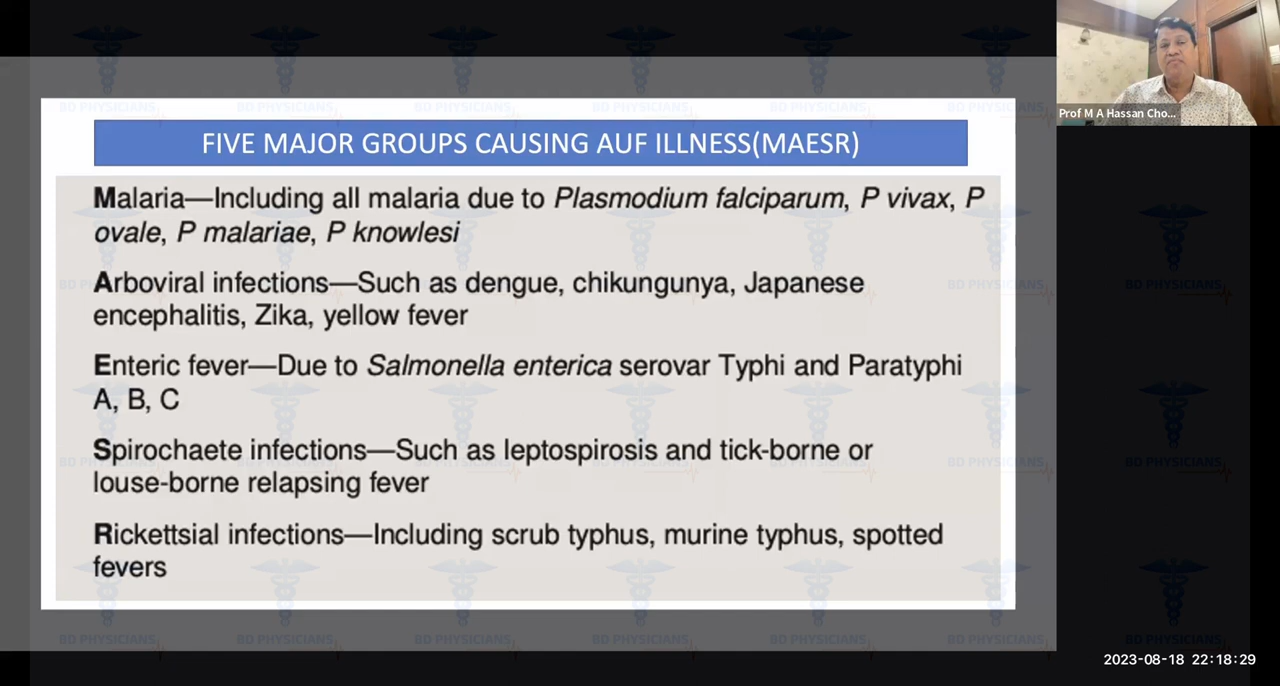 FIVE MAJOR GROUPS CAUSING AUF ILLNESS(MAESR)
Malaria—Including all malaria due to Plasmodium falciparum, P vivax, P
ovale, P malariae, P knowlesi
Arboviral infections—Such as dengue, chikungunya, Japanese
encephalitis, Zika, yellow fever
Enteric fever—Due to Salmonella enterica serovar Typhi and Paratyphi
A, B, C
Spirochaete infections—Such as leptospirosis and tick-borne or
louse-borne relapsing fever
Rickettsial infections—Including scrub typhus, murine typhus, spotted
fevers
Prof M A Hassan Cho...
BD PHYSICIANS
2023-08-18 22:18:29